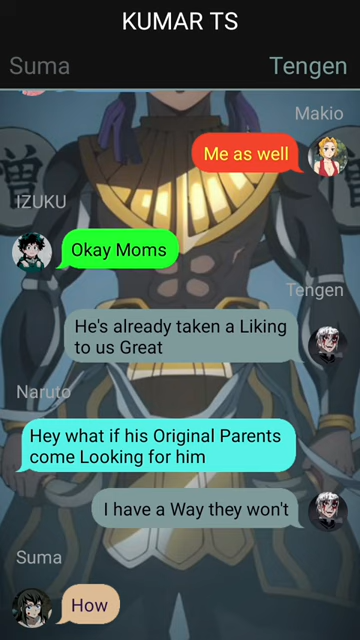 KUMAR TS
Suma
Tengen
Makio
Me as well
IZUKU
Okay Moms
Tengen
He's already taken a Liking
to us Great
Naruto
Hey what if his Original Parents
come Looking for him
I have a Way they won't
Suma
How
僧